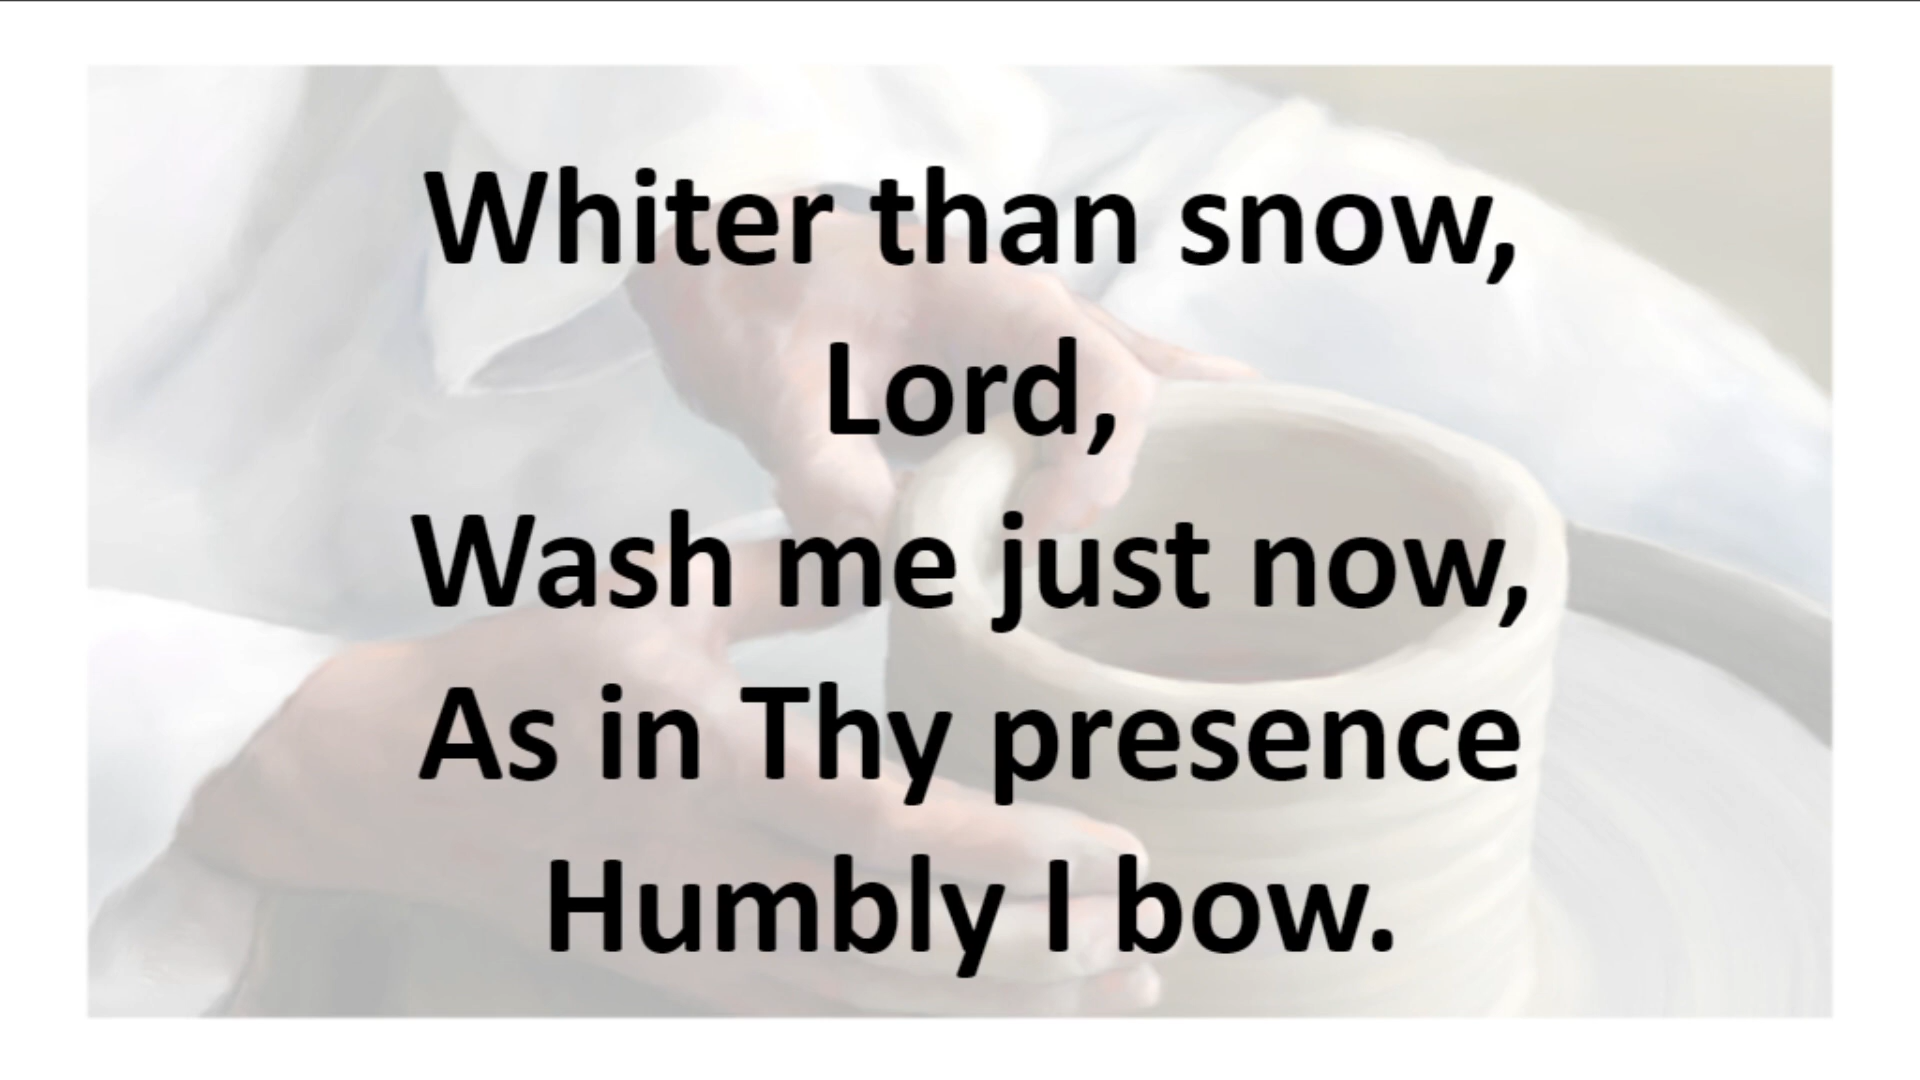 Whiter than snow,
Lord,
Wash me just now,
As in Thy presence
Humbly I bow.